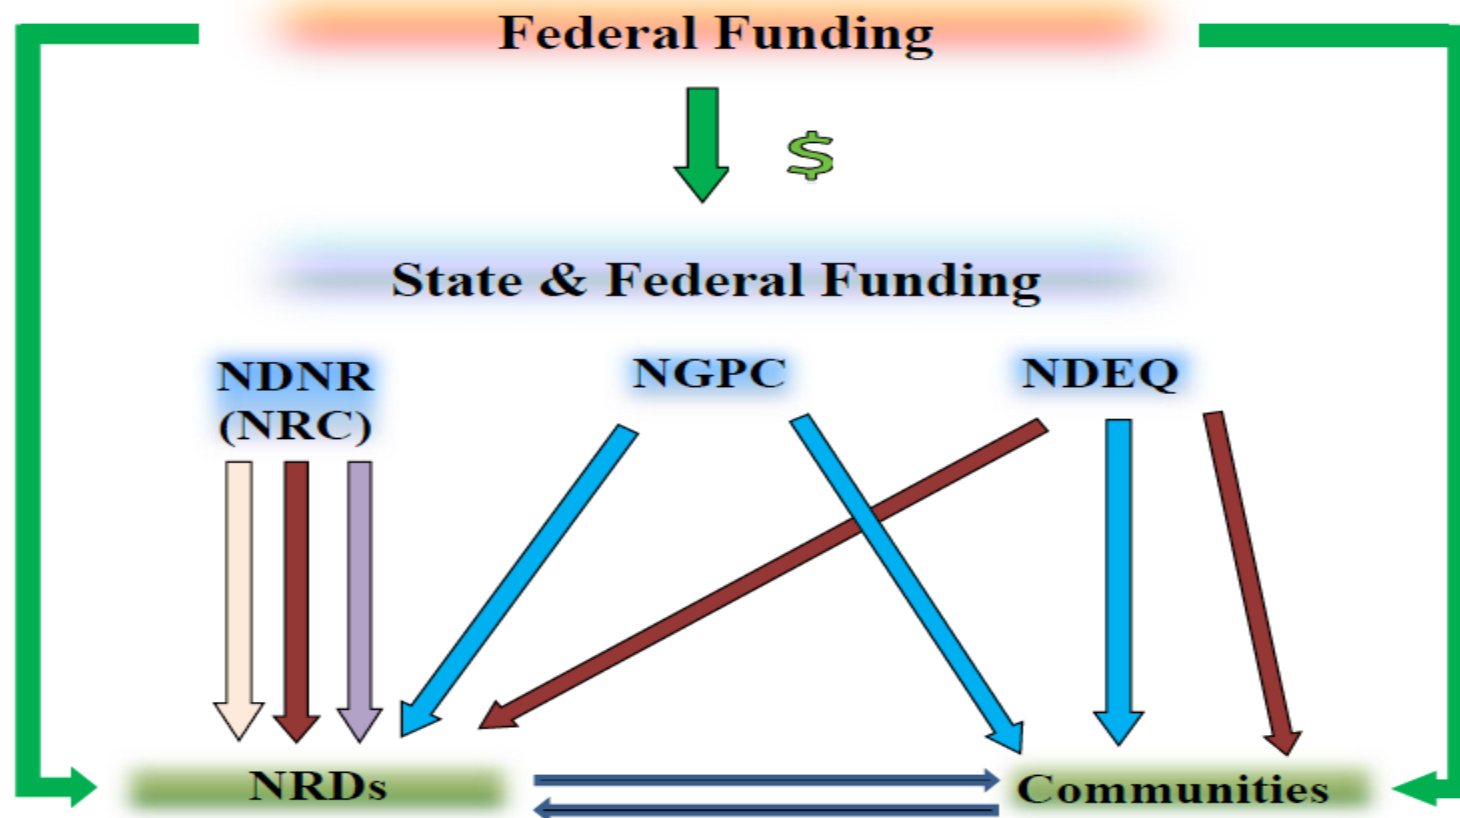 Federal Funding
$
State & Federal Funding
NDNR
(NRC)
NGPC
NDEQ
NRDs
Communities